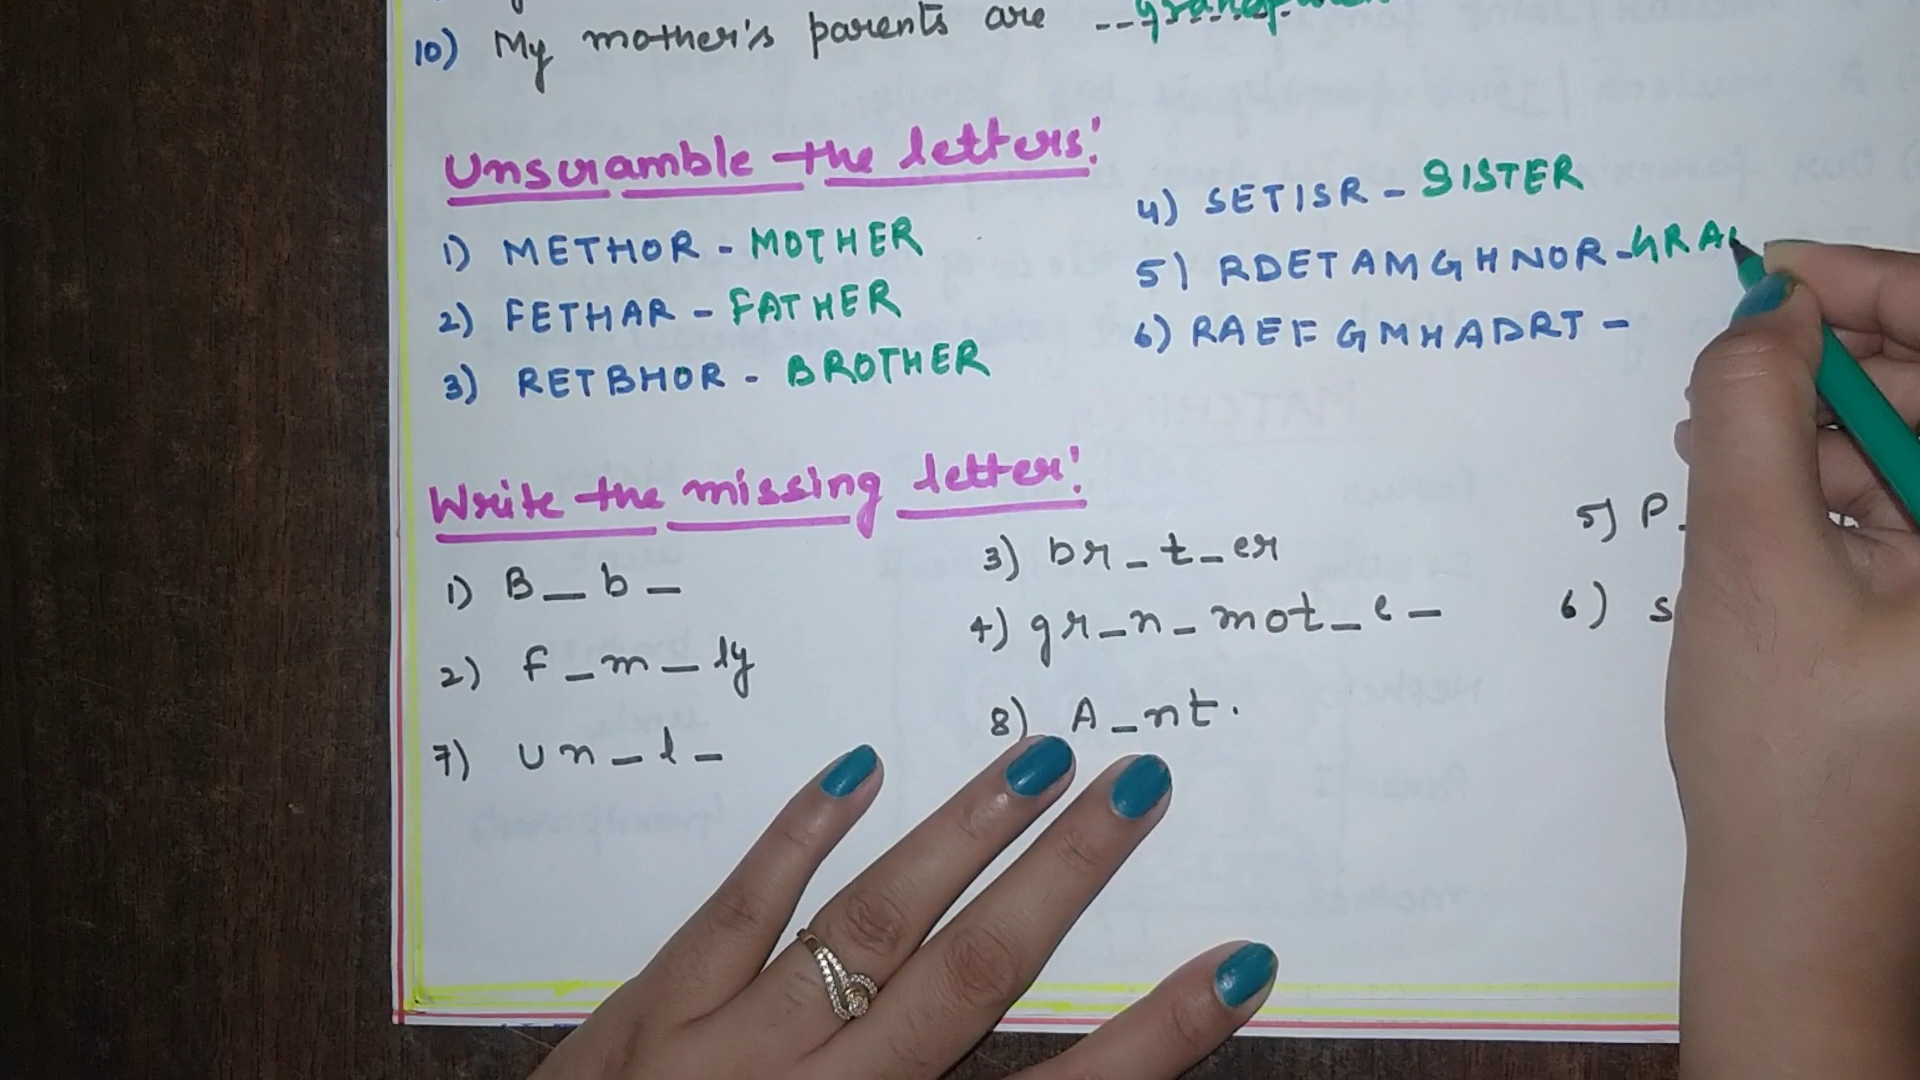 10) My mother's parents are
Unscramble the letters:
1) METHOR - MOTHER
2) FETHAR - FATHER
3) RETBHOR - BROTHER
4) SETISR - SISTER
5) RDETAMGHNOR - GRA
6) RAEFGMHADRT -
Write the missing letter:
1) B_b_
2) f_m_ly
3) br_t_er
4) gr_n_mot_e_
5) P_
6) s
7) un_l_
8) A_nt.